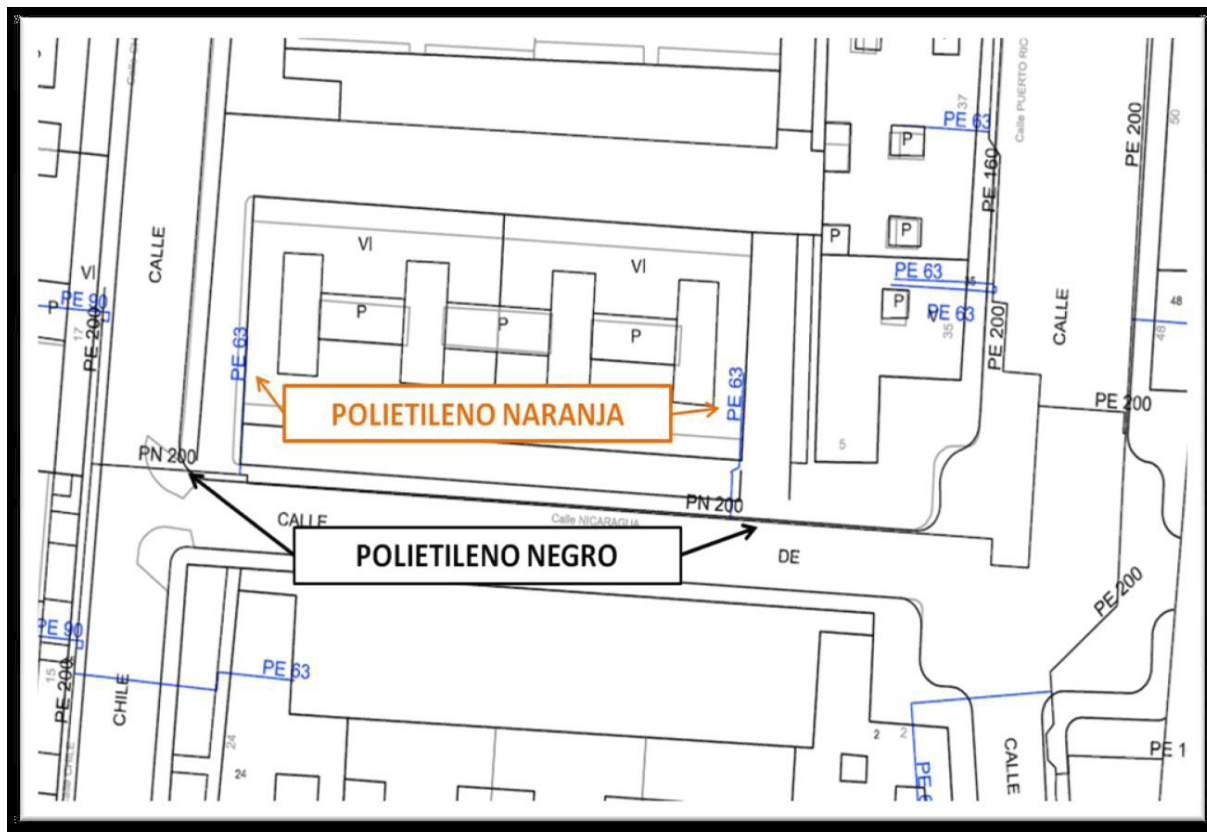 37
Calle PUERTO RIC
PE 63
P
PE 200
50
PE 160
CALLE
VI
VI
P
P
PE 63
VI
PE 90
P
P
48
CALLE
P
P
P
PE 63
35
PE 200
48
17
PE 200
PE 63
PE 63
PE 200
POLIETILENO NARANJA
5
PN 200
PN 200
CALLE
Calle NICARAGUA
POLIETILENO NEGRO
DE
PE 200
PE 90
PE 63
15
PE 200
CHILE
24
24
2
2
CALLE
PE 1